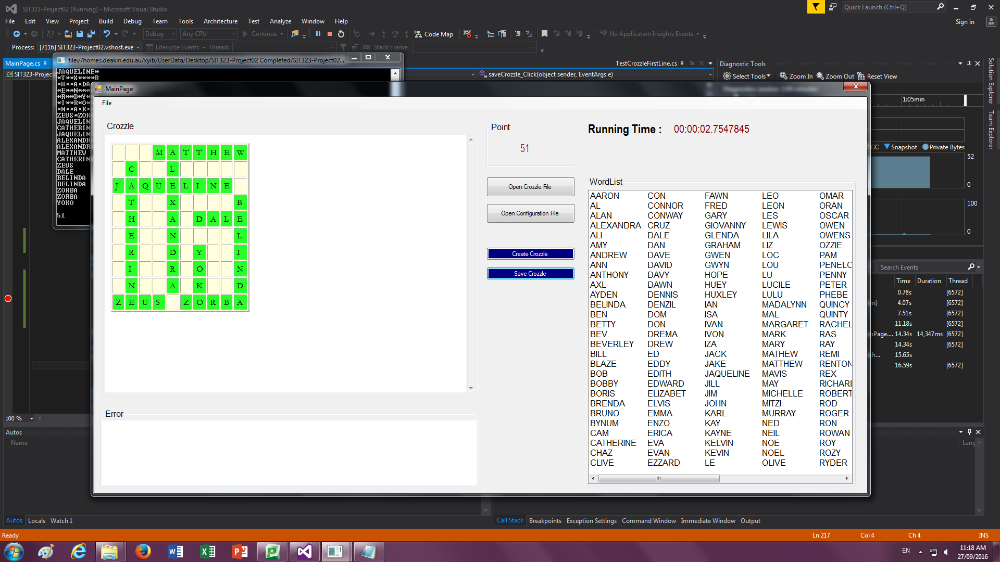 SIT323-Project02 (Running) - Microsoft Visual Studio
Quick Launch (Ctrl+Q)
File Edit View Project Build Debug Team Tools Architecture Test Analyze Window Help
Sign in
Debug Any CPU Continue Code Map No Application Insights Events
Process: [7116] SIT323-Project02.vshost.exe Lifecycle Events Thread: Stack Frame:
MainPage.cs
file://homes.deakin.edu.au/xyib/UserData/Desktop/SIT323-Project02 Completed/SIT323-Project02...
TestCrozzleFirstLine.cs
Diagnostic Tools
SIT323-Projec
saveCrozzle_Click(object sender, EventArgs e)
Select Tools Zoom In Zoom Out Reset View
Solution Explorer
Team Explorer
JAQUELINE*
*T**X****B
*H**A*DA
*E**N***
*R**D*Y*
*I**R*O*
*N**A*K*
ZEUS*ZOR
JAQUELIN
CATHERIN
JAQUELIN
ALEXANDR
ALEXANDR
MATTHEW
CATHERIN
ZEUS
DALE
BELINDA
BELINDA
ZORBA
ZORBA
YOKO
51
MainPage
File
1:05min
Crozzle
M A T T H E W
C L
J A Q U E L I N E
T X B
H A D A L E
E N L
R D Y I
I R O N
N A K D
Z E U S Z O R B A
Point
51
Running Time : 00:00:02.7547845
Open Crozzle File
Open Configuration File
Create Crozzle
Save Crozzle
WordList
AARON CON FAWN LEO OMAR
AL CONNOR FRED LEON ORAN
ALAN CONWAY GARY LES OSCAR
ALEXANDRA CRUZ GIOVANNY LEWIS OWEN
ALI DALE GLENDA LILA OWENS
AMY DAN GRAHAM LIZ OZZIE
ANDREW DAVE GWEN LOC PAM
ANN DAVID GWYN LOU PENELO
ANTHONY DAVY HOPE LU PENNY
AXL DAWN HUEY LUCILE PETER
AYDEN DENNIS HUXLEY LULU PHEBE
BELINDA DENZIL IAN MADALYNN QUINCY
BEN DOM ISA MAL QUINTY
BETTY DON IVAN MARGARET RACHEL
BEV DREMA IVON MARK RAS
BEVERLEY DREW IZA MARY RAY
BILL ED JACK MATHEW REMI
BLAZE EDDY JAKE MATTHEW RENTON
BOB EDITH JAQUELINE MAVIS REX
BOBBY EDWARD JILL MAY RICHARI
BORIS ELIZABET JIM MICHELLE ROBERT
BRENDA ELVIS JOHN MITZI ROD
BRUNO EMMA KARL MURRAY ROGER
BYNUM ENZO KAY NED RON
CAM ERICA KAYNE NEIL ROWAN
CATHERINE EVA KELVIN NOE ROY
CHAZ EVAN KEVIN NOEL ROZY
CLIVE EZZARD LE OLIVE RYDER
GC Snapshot Private Bytes
52
0
100
0
Search Events
Time Duration Thread
0.78s [6572]
n) 4.07s [6572]
7.51s [6572]
11.18s [6572]
nPage.... 14.34s 14,347ms [6572]
14.34s [6572]
h... 15.65s [6572]
16.59s [6572]
Error
100 %
Autos
Name
Lang
Autos Locals Watch 1
Call Stack Breakpoints Exception Settings Command Window Immediate Window Output
Ready
Ln 217 Col 4 Ch 4 INS
EN
11:18 AM
27/09/2016